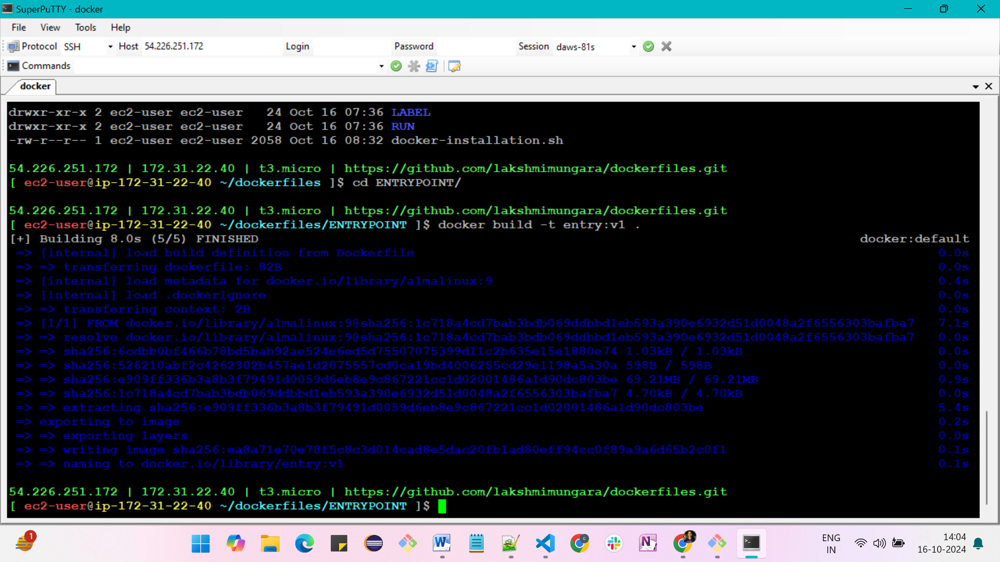 SuperPuTTY - docker
File View Tools Help
Protocol SSH Host 54.226.251.172 Login Password Session daws-81s
Commands
docker
drwxr-xr-x 2 ec2-user ec2-user   24 Oct 16 07:36 LABEL
drwxr-xr-x 2 ec2-user ec2-user   24 Oct 16 07:36 RUN
-rw-r--r-- 1 ec2-user ec2-user 2058 Oct 16 08:32 docker-installation.sh
54.226.251.172 | 172.31.22.40 | t3.micro | https://github.com/lakshmimungara/dockerfiles.git
[ ec2-user@ip-172-31-22-40 ~/dockerfiles ]$ cd ENTRYPOINT/
54.226.251.172 | 172.31.22.40 | t3.micro | https://github.com/lakshmimungara/dockerfiles.git
[ ec2-user@ip-172-31-22-40 ~/dockerfiles/ENTRYPOINT ]$ docker build -t entry:v1 .
[+] Building 8.0s (5/5) FINISHED docker:default
=> [internal] load build definition from Dockerfile 0.0s
=> => transferring dockerfile: 82B 0.0s
=> [internal] load metadata for docker.io/library/almalinux:9 0.4s
=> [internal] load .dockerignore 0.0s
=> => transferring context: 2B 0.0s
=> [1/1] FROM docker.io/library/almalinux:9@sha256:1c718a4cd7bab3bdb069ddbbd1eb593a390e6932d51d0048a2f6556303bafba7 7.1s
=> => resolve docker.io/library/almalinux:9@sha256:1c718a4cd7bab3bdb069ddbbd1eb593a390e6932d51d0048a2f6556303bafba7 0.0s
=> => sha256:6cdbb0bf466b78bd5bab92ae524e6ed5d75507075399d11c2b635e15e1880e74 1.03kB / 1.03kB 0.0s
=> => sha256:526210abf2c4262902b457ae1d2075557cd0ca19bd4006255cd29e1198a5a30a 598B / 598B 0.0s
=> => sha256:e909ff336b3a8b3f79491d0059d6eb8e9c867221cc1d02001486a1d90dc803be 69.21MB / 69.21MB 0.9s
=> => sha256:1c718a4cd7bab3bdb069ddbbd1eb593a390e6932d51d0048a2f6556303bafba7 4.70kB / 4.70kB 0.0s
=> => extracting sha256:e909ff336b3a8b3f79491d0059d6eb8e9c867221cc1d02001486a1d90dc803be 5.4s
=> exporting to image 0.2s
=> => exporting layers 0.0s
=> => writing image sha256:ea8a71e70e78f5c8c3d014cad8e5dac20fb1ad80eff94cc0f89a9a6d65b2c0f1 0.1s
=> => naming to docker.io/library/entry:v1 0.1s
54.226.251.172 | 172.31.22.40 | t3.micro | https://github.com/lakshmimungara/dockerfiles.git
[ ec2-user@ip-172-31-22-40 ~/dockerfiles/ENTRYPOINT ]$
1
ENG 14:04
IN 16-10-2024